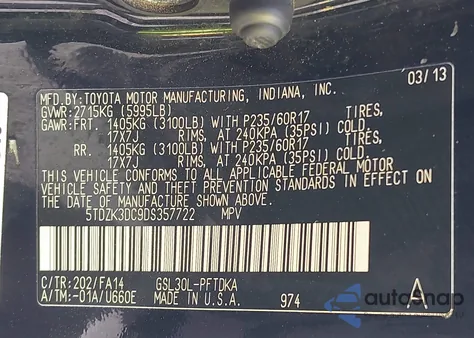 03/13
MFD.BY:TOYOTA MOTOR MANUFACTURING, INDIANA, INC.
GVWR:2715KG (5995LB)
GAWR:FRT. 1405KG (3100LB) WITH P235/60R17 TIRES,
17X7J RIMS, AT 240KPA (35PSI) COLD.
RR. 1405KG (3100LB) WITH P235/60R17 TIRES,
17X7J RIMS, AT 240KPA (35PSI) COLD.
THIS VEHICLE CONFORMS TO ALL APPLICABLE FEDERAL MOTOR
VEHICLE SAFETY AND THEFT PREVENTION STANDARDS IN EFFECT ON
THE DATE OF MANUFACTURE SHOWN ABOVE.
5TDZK3DC9DS357722 MPV
C/TR:202/FA14 GSL30L-PFTDKA
A/TM:-01A/U660E MADE IN U.S.A. 974 A
autosnap